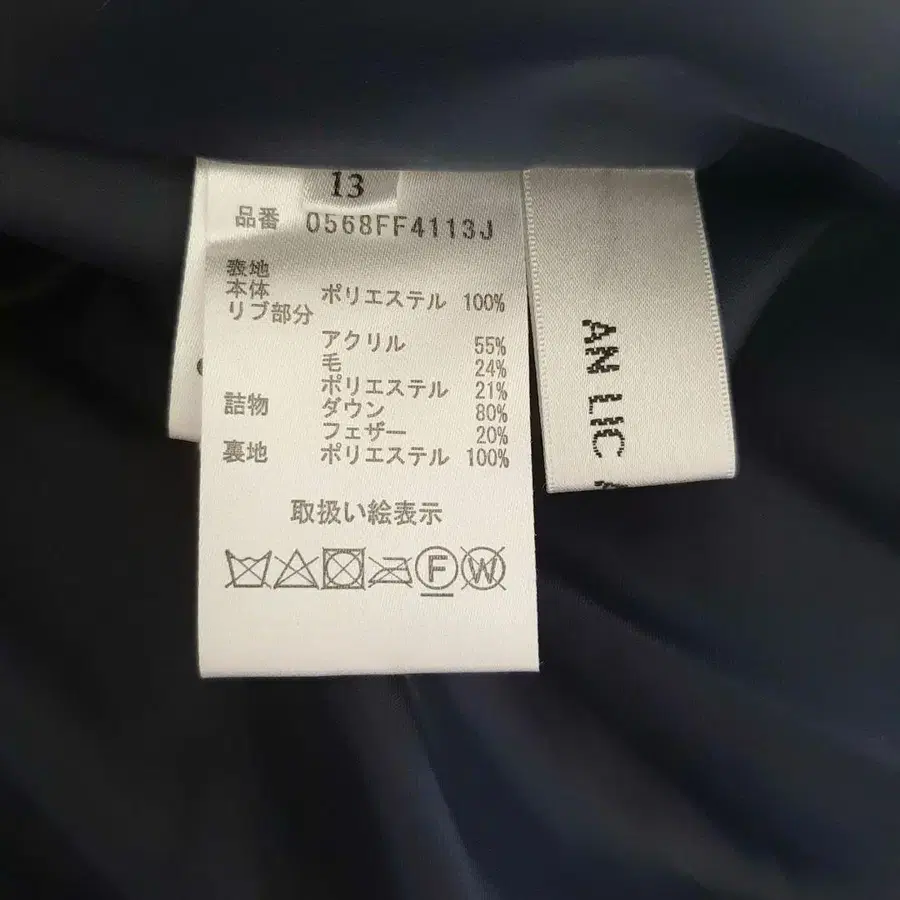 13
品番 0568FF4113J
表地
本体 ポリエステル 100%
リブ部分
アクリル 55%
毛 24%
ポリエステル 21%
詰物 ダウン 80%
フェザー 20%
裏地 ポリエステル 100%
取扱い絵表示
F W
AN LIC